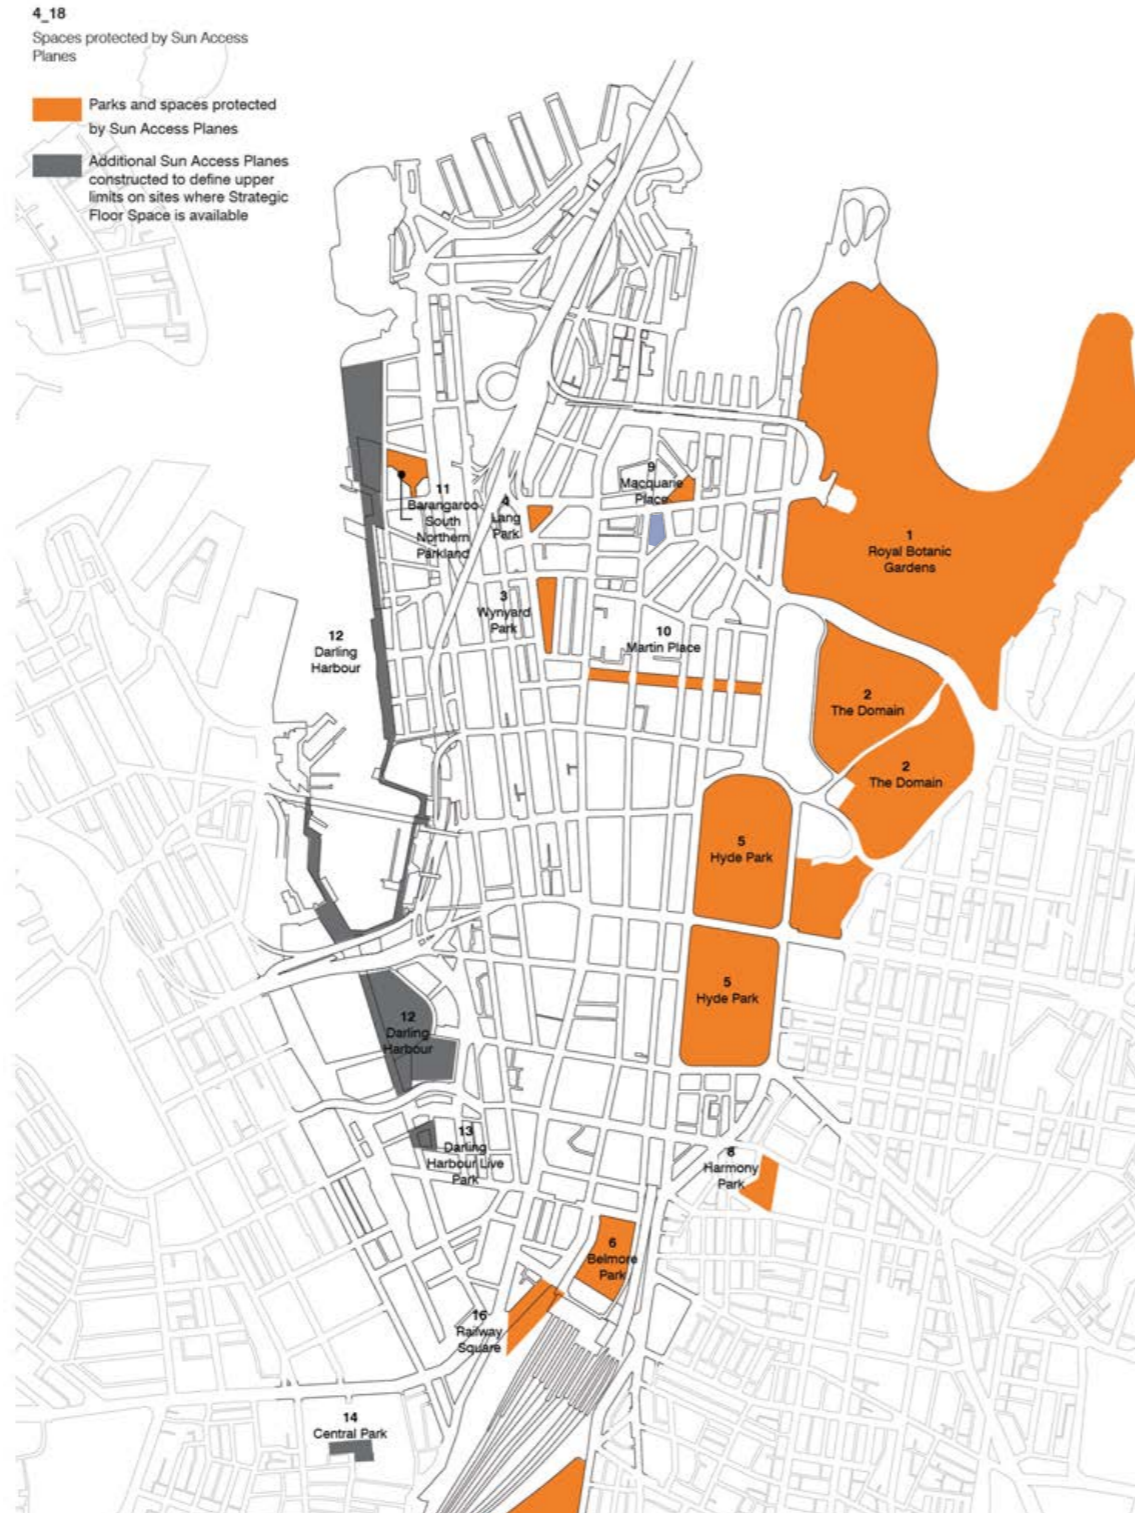 4_18
Spaces protected by Sun Access
Planes
Parks and spaces protected
by Sun Access Planes
Additional Sun Access Planes
constructed to define upper
limits on sites where Strategic
Floor Space is available
9
Macquarie
Place
11
Barangaroo
South
Northern
Parkland
4
Lang
Park
1
Royal Botanic
Gardens
3
Wynyard
Park
12
Darling
Harbour
10
Martin Place
2
The Domain
2
The Domain
5
Hyde Park
5
Hyde Park
12
Darling
Harbour
13
Darling
Harbour Live
Park
8
Harmony
Park
6
Belmore
Park
16
Railway
Square
14
Central Park